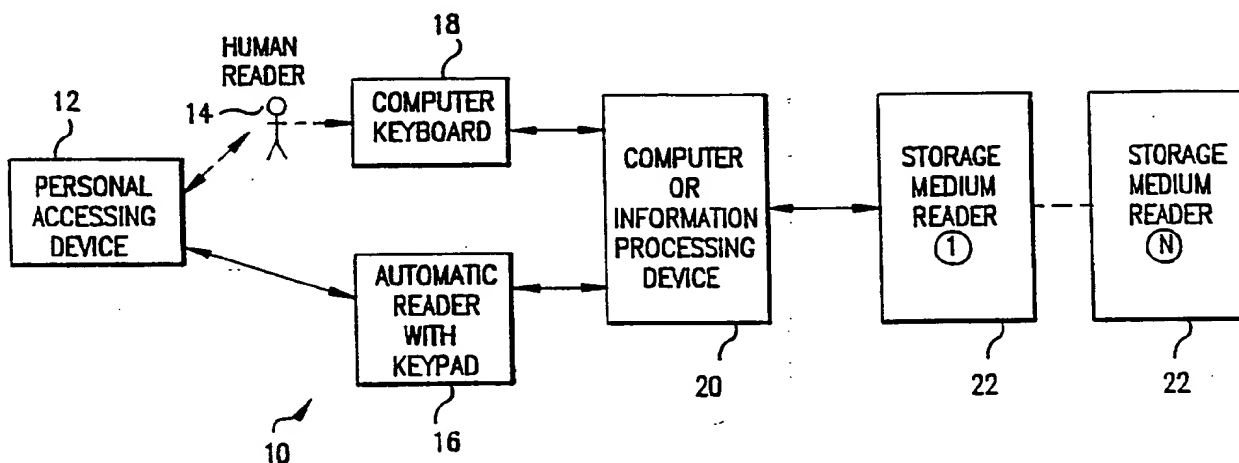 18
HUMAN
READER
14
12
COMPUTER
KEYBOARD
PERSONAL
ACCESSING
DEVICE
AUTOMATIC
READER
WITH
KEYPAD
16
10
COMPUTER
OR
INFORMATION
PROCESSING
DEVICE
20
STORAGE
MEDIUM
READER
1
22
STORAGE
MEDIUM
READER
N
22